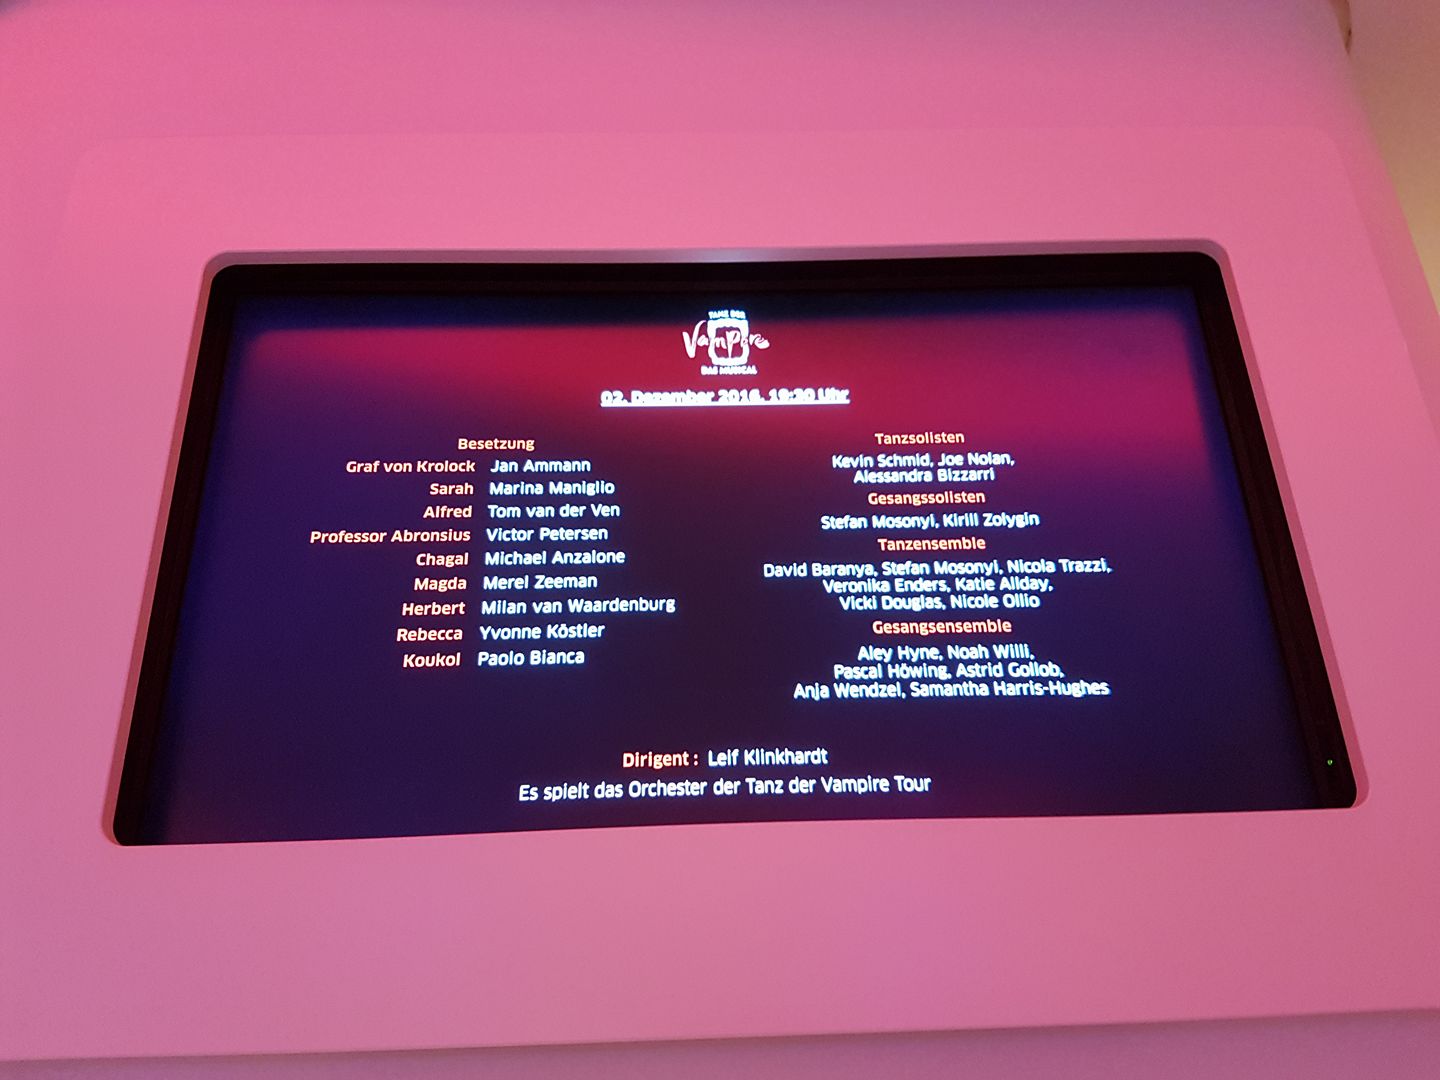 TANZ DER
Vampire
DAS MUSICAL
02. Dezember 2016, 19:30 Uhr
Besetzung
Graf von Krolock Jan Ammann
Sarah Marina Maniglio
Alfred Tom van der Ven
Professor Abronsius Victor Petersen
Chagal Michael Anzalone
Magda Merel Zeeman
Herbert Milan van Waardenburg
Rebecca Yvonne Köstler
Koukol Paolo Bianca
Tanzsolisten
Kevin Schmid, Joe Nolan,
Alessandra Bizzarri
Gesangssolisten
Stefan Mosonyi, Kirill Zolygin
Tanzensemble
David Baranya, Stefan Mosonyi, Nicola Trazzi,
Veronika Enders, Katie Allday,
Vicki Douglas, Nicole Ollio
Gesangsensemble
Aley Hyne, Noah Willi,
Pascal Höwing, Astrid Gollob,
Anja Wendzel, Samantha Harris-Hughes
Dirigent : Leif Klinkhardt
Es spielt das Orchester der Tanz der Vampire Tour